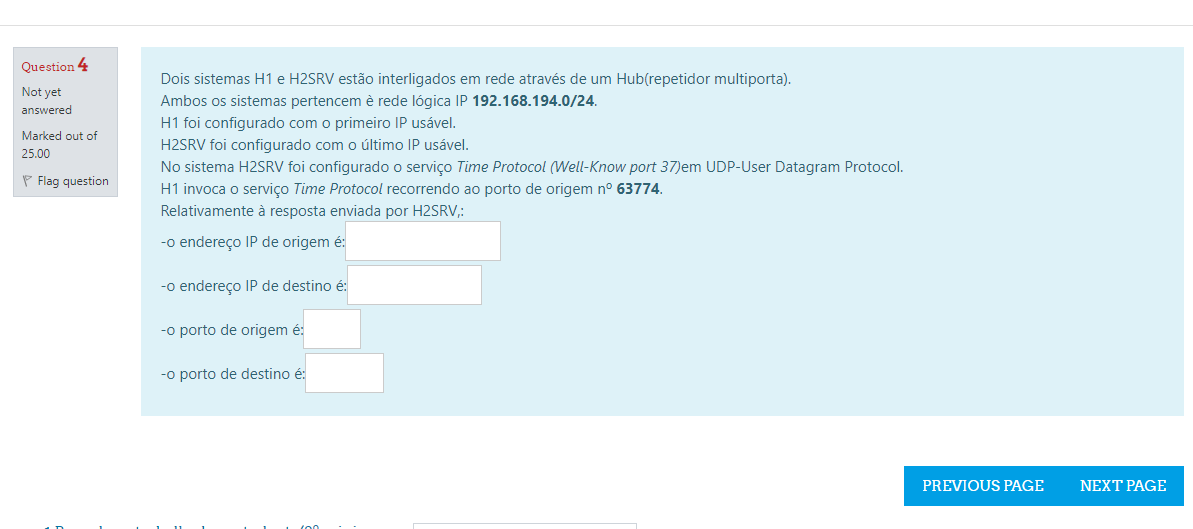 Question 4
Not yet
answered
Marked out of
25.00
Flag question
Dois sistemas H1 e H2SRV estão interligados em rede através de um Hub(repetidor multiporta).
Ambos os sistemas pertencem è rede lógica IP 192.168.194.0/24.
H1 foi configurado com o primeiro IP usável.
H2SRV foi configurado com o último IP usável.
No sistema H2SRV foi configurado o serviço Time Protocol (Well-Know port 37)em UDP-User Datagram Protocol.
H1 invoca o serviço Time Protocol recorrendo ao porto de origem nº 63774.
Relativamente à resposta enviada por H2SRV,:
-o endereço IP de origem é:
-o endereço IP de destino é:
-o porto de origem é:
-o porto de destino é:
PREVIOUS PAGE
NEXT PAGE